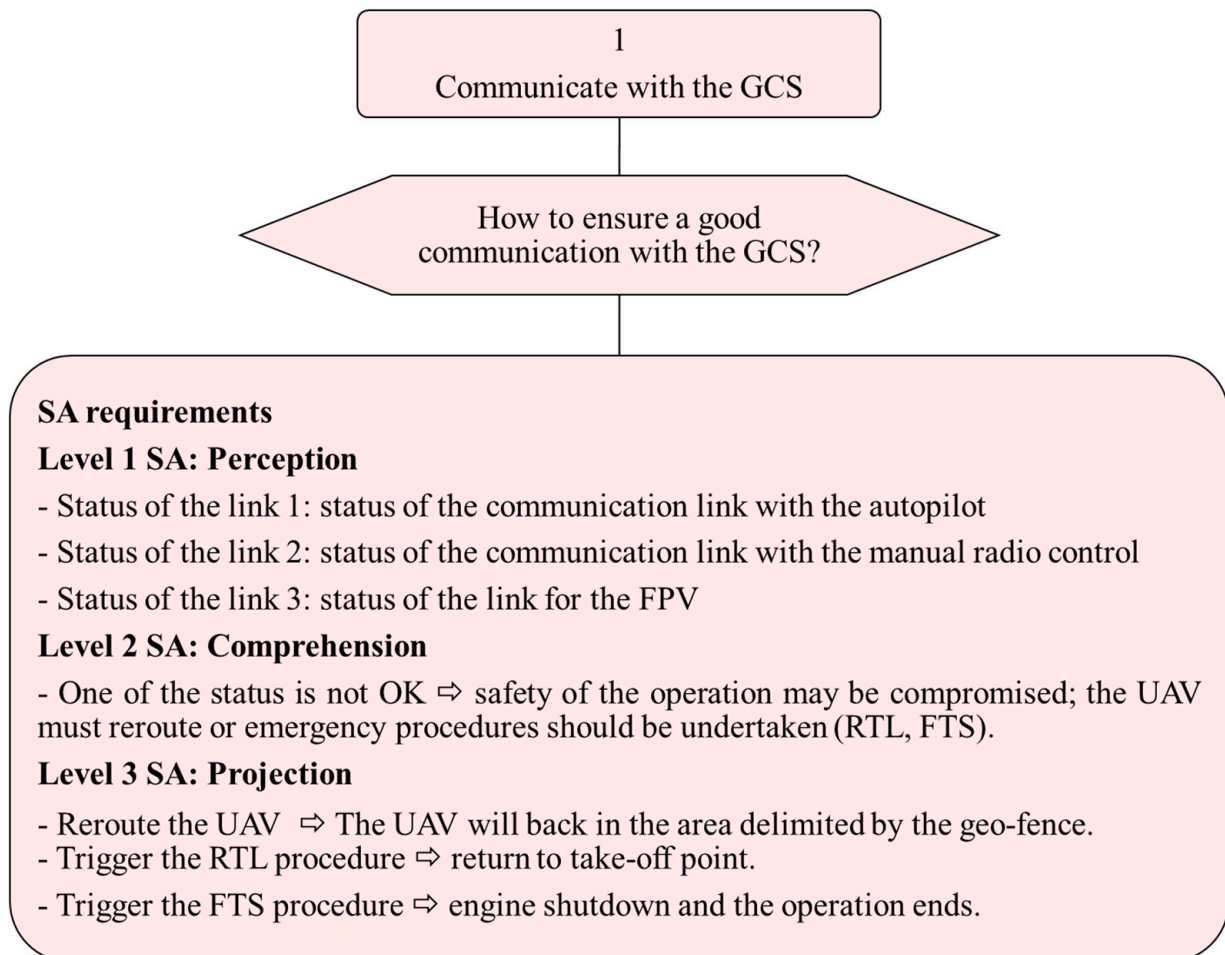 1
Communicate with the GCS
How to ensure a good
communication with the GCS?
SA requirements
Level 1 SA: Perception
- Status of the link 1: status of the communication link with the autopilot
- Status of the link 2: status of the communication link with the manual radio control
- Status of the link 3: status of the link for the FPV
Level 2 SA: Comprehension
- One of the status is not OK ⇨ safety of the operation may be compromised; the UAV
must reroute or emergency procedures should be undertaken (RTL, FTS).
Level 3 SA: Projection
- Reroute the UAV ⇨ The UAV will back in the area delimited by the geo-fence.
- Trigger the RTL procedure ⇨ return to take-off point.
- Trigger the FTS procedure ⇨ engine shutdown and the operation ends.